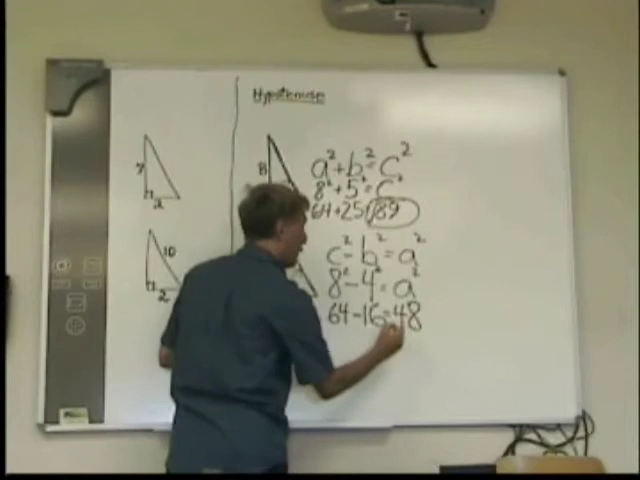 Hypotenuse
7
2
10
2
8
a²+b²=c²
8²+5²=c²
64+25 89
c²-b²=a²
8²-4²=a²
64-16=48